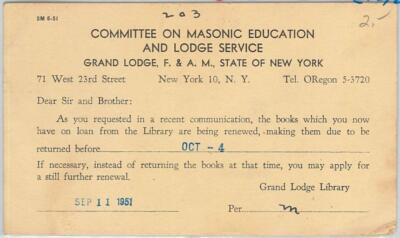 5M 6-51
203
2.-
COMMITTEE ON MASONIC EDUCATION
AND LODGE SERVICE
GRAND LODGE, F. & A. M., STATE OF NEW YORK
71 West 23rd Street New York 10, N. Y. Tel. ORegon 5-3720
Dear Sir and Brother:
As you requested in a recent communication, the books which you now
have on loan from the Library are being renewed, making them due to be
returned before OCT - 4
If necessary, instead of returning the books at that time, you may apply for
a still further renewal.
Grand Lodge Library
SEP 11 1951 Per m